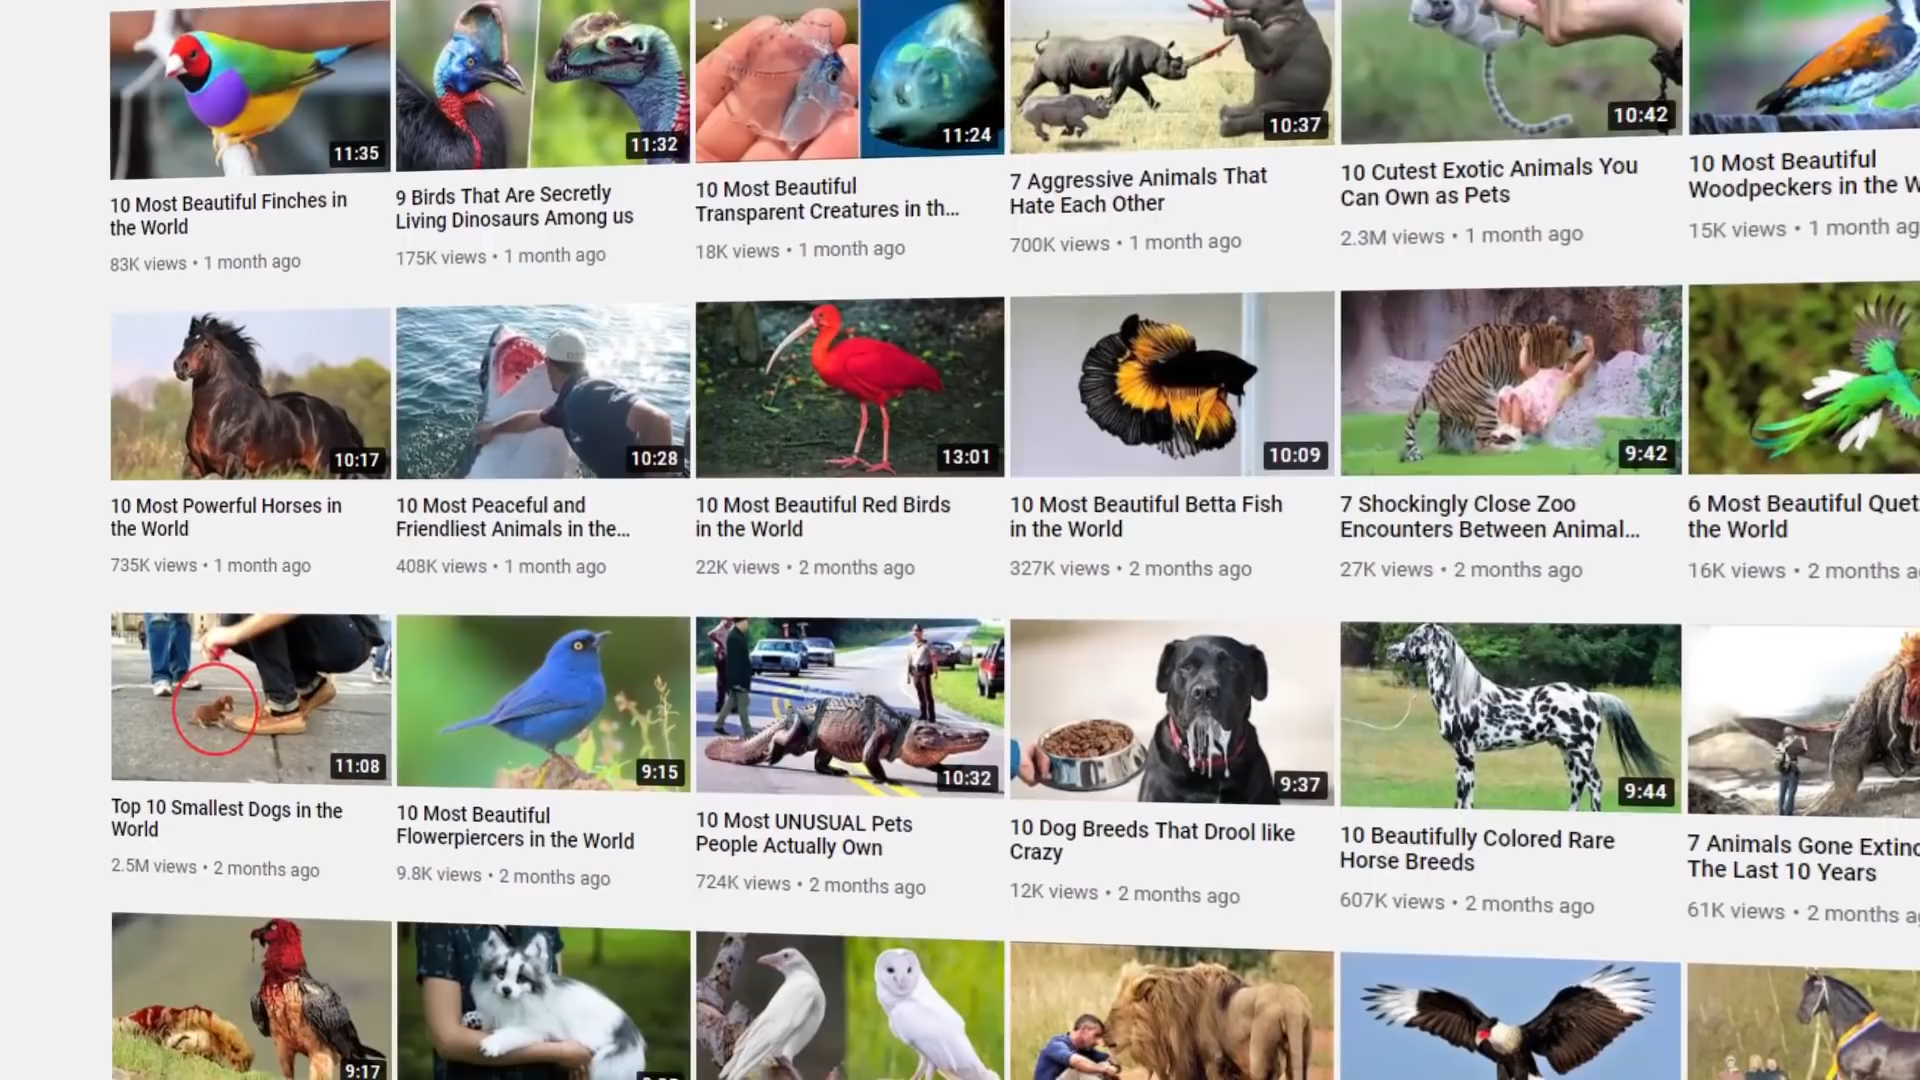 11:35
11:32
11:24
10:37
10:42
10 Most Beautiful Finches in
the World
83K views • 1 month ago
9 Birds That Are Secretly
Living Dinosaurs Among us
175K views • 1 month ago
10 Most Beautiful
Transparent Creatures in th...
18K views • 1 month ago
7 Aggressive Animals That
Hate Each Other
700K views • 1 month ago
10 Cutest Exotic Animals You
Can Own as Pets
2.3M views • 1 month ago
10 Most Beautiful
Woodpeckers in the W
15K views • 1 month ag
10:17
10:28
13:01
10:09
9:42
10 Most Powerful Horses in
the World
735K views • 1 month ago
10 Most Peaceful and
Friendliest Animals in the...
408K views • 1 month ago
10 Most Beautiful Red Birds
in the World
22K views • 2 months ago
10 Most Beautiful Betta Fish
in the World
327K views • 2 months ago
7 Shockingly Close Zoo
Encounters Between Animal...
27K views • 2 months ago
6 Most Beautiful Quet
the World
16K views • 2 months a
11:08
9:15
10:32
9:37
9:44
Top 10 Smallest Dogs in the
World
2.5M views • 2 months ago
10 Most Beautiful
Flowerpiercers in the World
9.8K views • 2 months ago
10 Most UNUSUAL Pets
People Actually Own
724K views • 2 months ago
10 Dog Breeds That Drool like
Crazy
12K views • 2 months ago
10 Beautifully Colored Rare
Horse Breeds
607K views • 2 months ago
7 Animals Gone Extinc
The Last 10 Years
61K views • 2 months a
9:17